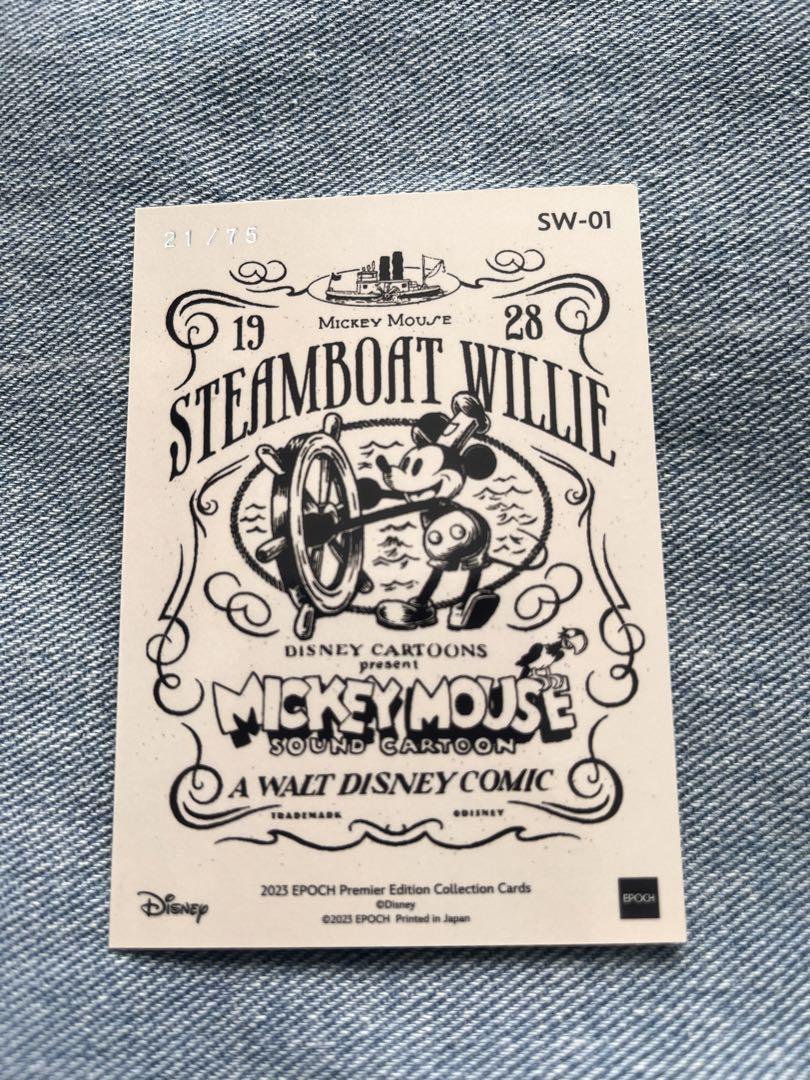 21/75
SW-01
MICKEY MOUSE
19 28
STEAMBOAT WILLIE
DISNEY CARTOONS
present
MICKEY MOUSE
SOUND CARTOON
A WALT DISNEY COMIC
TRADEMARK ©DISNEY
2023 EPOCH Premier Edition Collection Cards
©Disney
©2023 EPOCH Printed in Japan
Disney
EPOCH